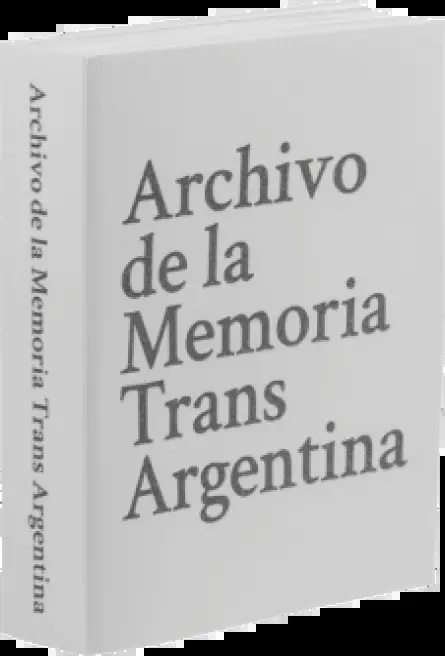 Archivo de la Memoria Trans Argentina
Archivo
de la
Memoria
Trans
Argentina